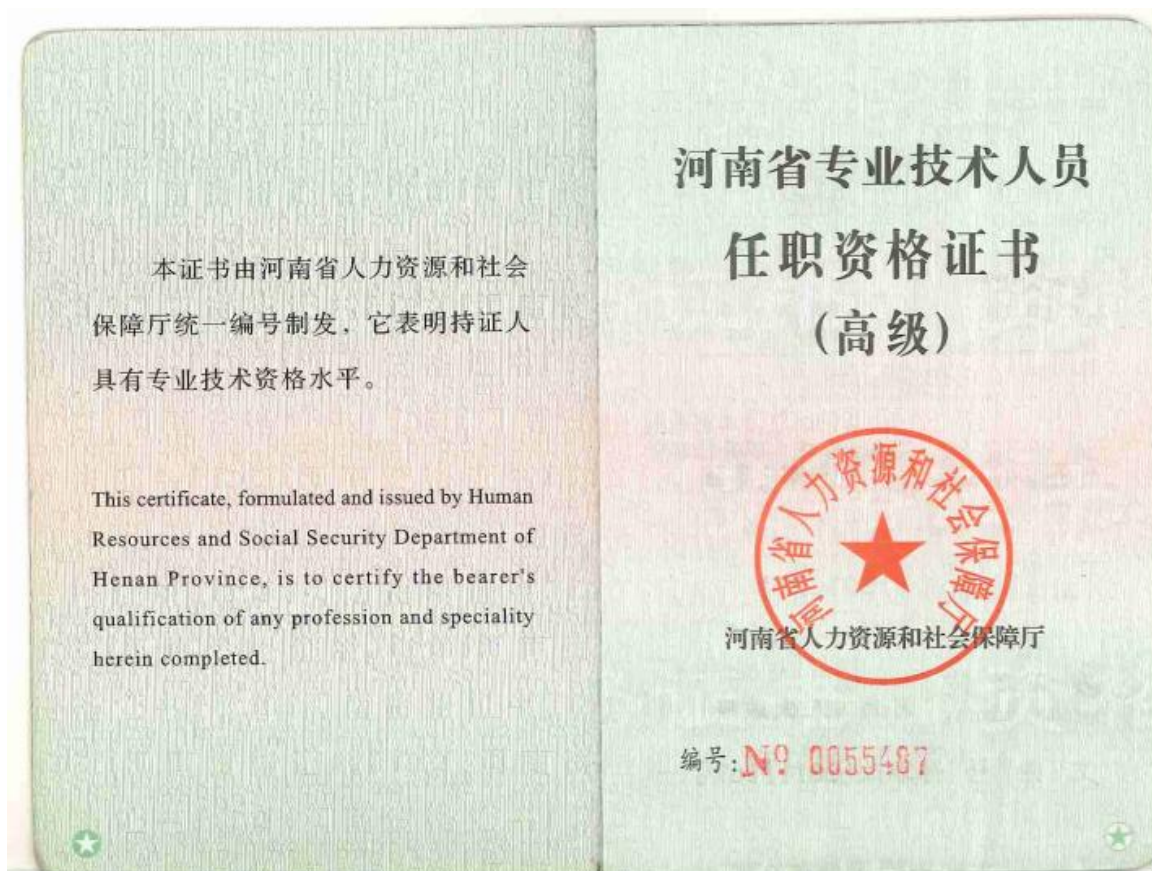 本证书由河南省人力资源和社会
保障厅统一编号制发，它表明持证人
具有专业技术资格水平。
This certificate, formulated and issued by Human
Resources and Social Security Department of
Henan Province, is to certify the bearer's
qualification of any profession and speciality
herein completed.
河南省专业技术人员
任职资格证书
(高级)
河南省人力资源和社会保障厅
河南省人力资源和社会保障厅
编号:№ 0055487